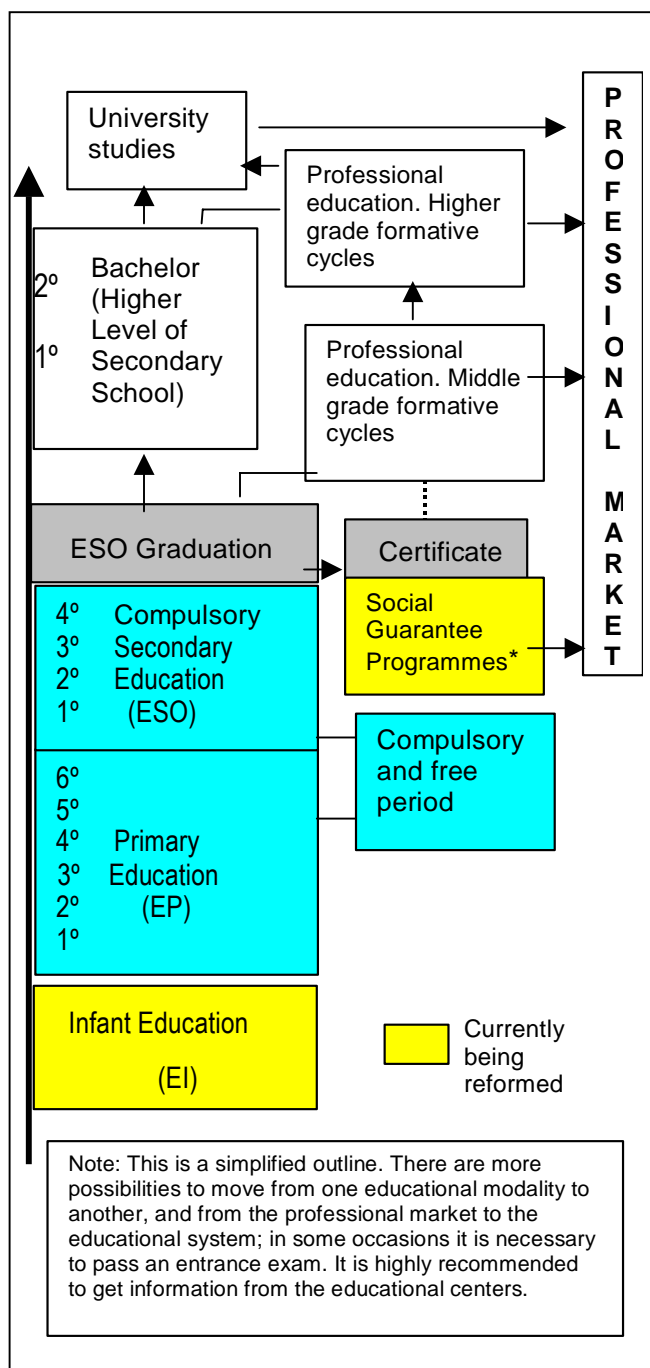 University
studies
Professional
education. Higher
grade formative
cycles
2º Bachelor
(Higher
1º Level of
Secondary
School)
Professional
education. Middle
grade formative
cycles
PROFESSIONAL MARKET
ESO Graduation
Certificate
4º Compulsory
3º Secondary
2º Education
1º (ESO)
Social
Guarantee
Programmes*
Compulsory
and free
period
6º
5º
4º Primary
3º Education
2º (EP)
1º
Infant Education
(EI)
Currently
being
reformed
Note: This is a simplified outline. There are more
possibilities to move from one educational modality to
another, and from the professional market to the
educational system; in some occasions it is necessary
to pass an entrance exam. It is highly recommended
to get information from the educational centers.